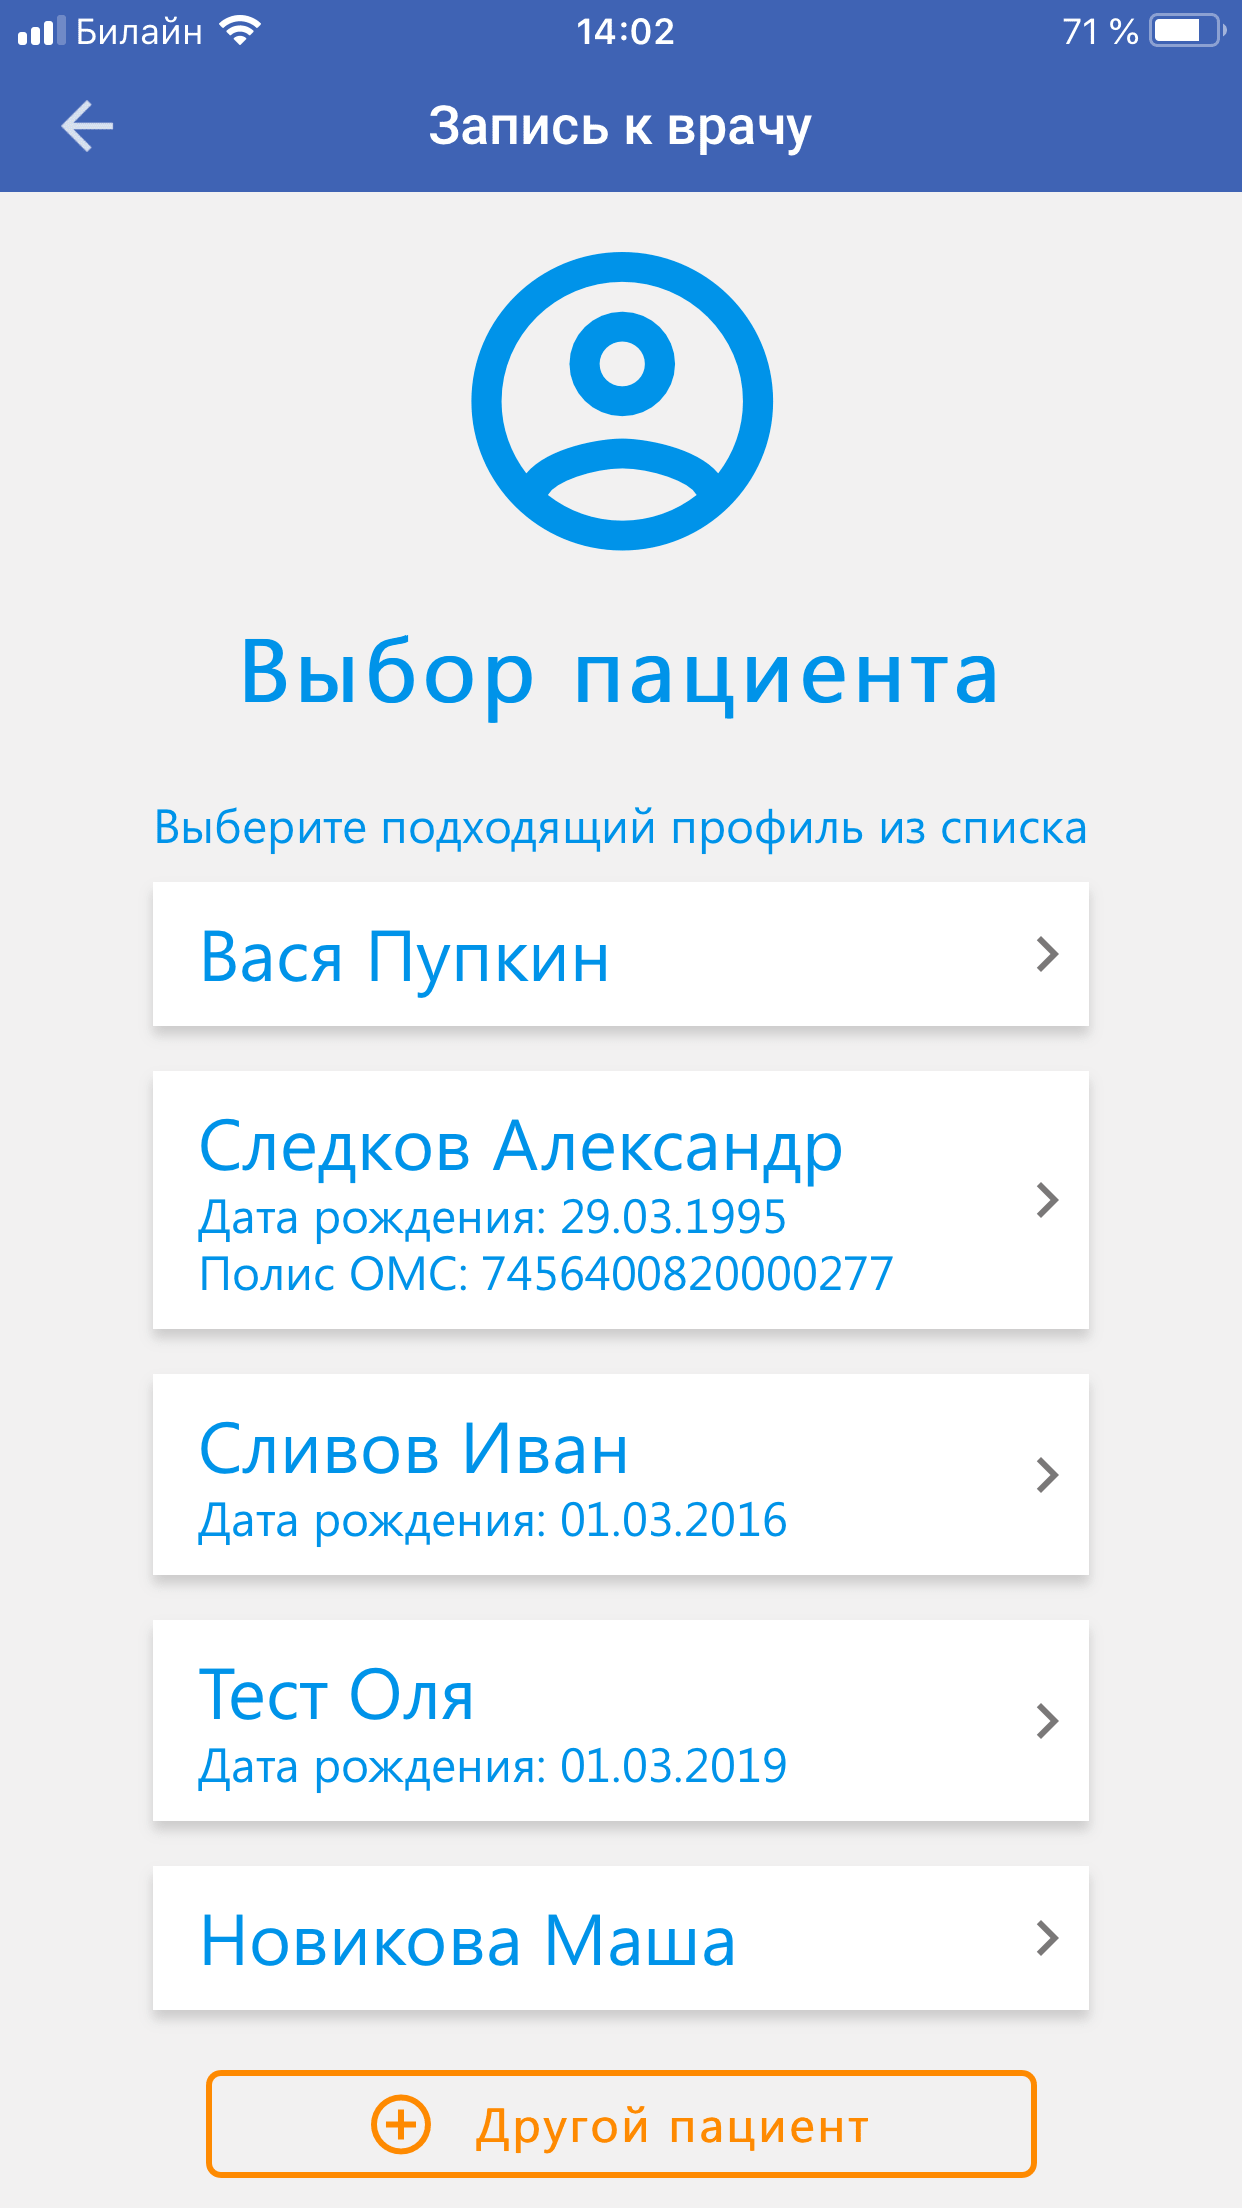 Билайн 14:02 71 %
Запись к врачу
Выбор пациента
Выберите подходящий профиль из списка
Вася Пупкин
Следков Александр
Дата рождения: 29.03.1995
Полис ОМС: 7456400820000277
Сливов Иван
Дата рождения: 01.03.2016
Тест Оля
Дата рождения: 01.03.2019
Новикова Маша
Другой пациент